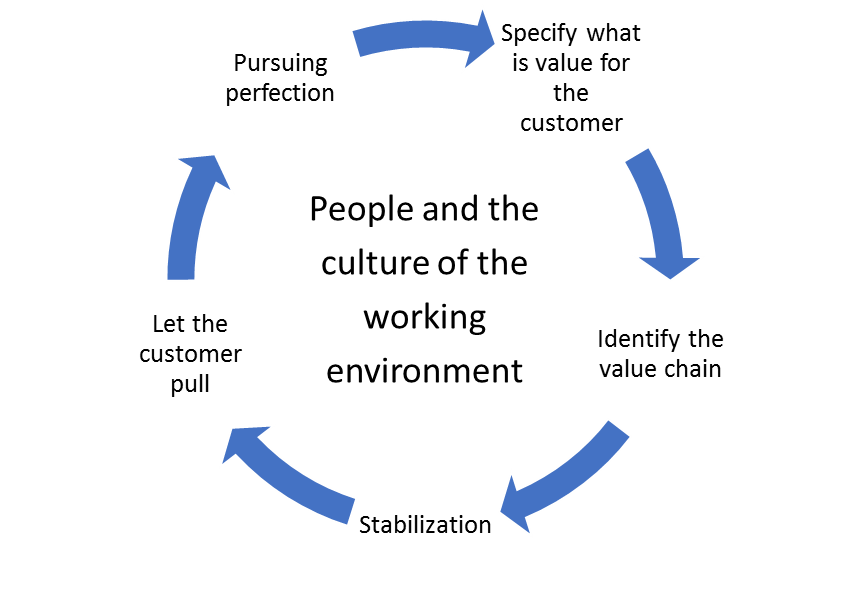 Specify what
is value for
the
customer
Identify the
value chain
Stabilization
Let the
customer
pull
Pursuing
perfection
People and the
culture of the
working
environment